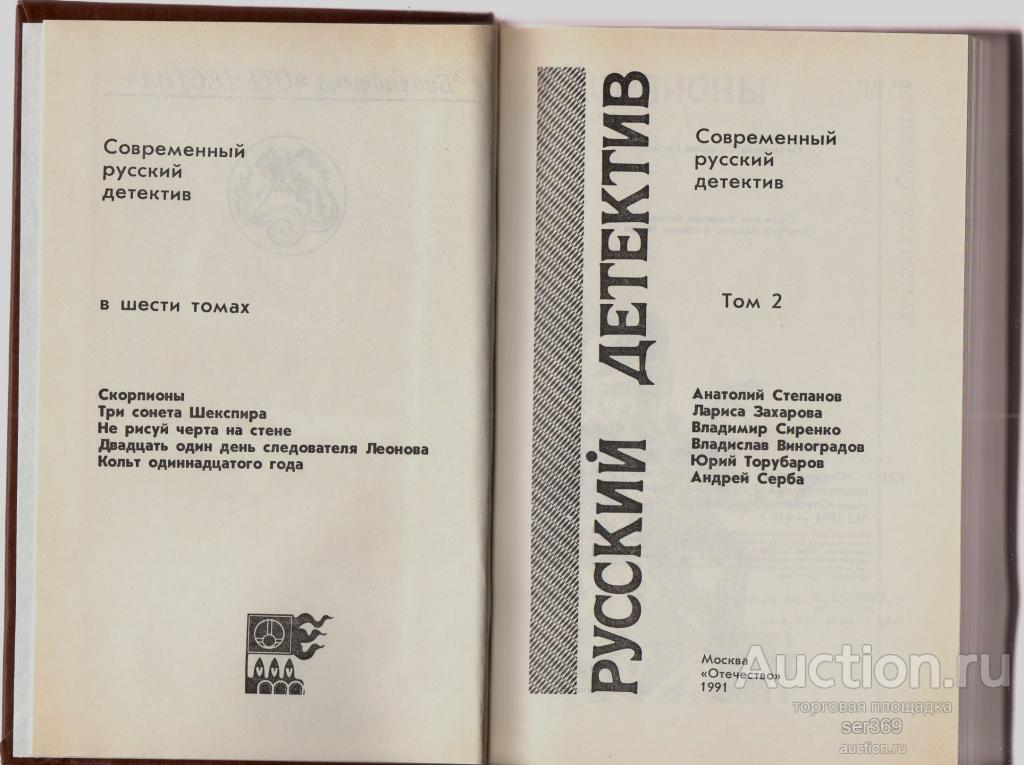 Современный
русский
детектив
в шести томах
Скорпионы
Три сонета Шекспира
Не рисуй черта на стене
Двадцать один день следователя Леонова
Кольт одиннадцатого года
РУССКИЙ ДЕТЕКТИВ
Современный
русский
детектив
Том 2
Анатолий Степанов
Лариса Захарова
Владимир Сиренко
Владислав Виноградов
Юрий Торубаров
Андрей Серба
Москва
«Отечество»
1991
Auction.ru
торговая площадка
ser369
auction.ru